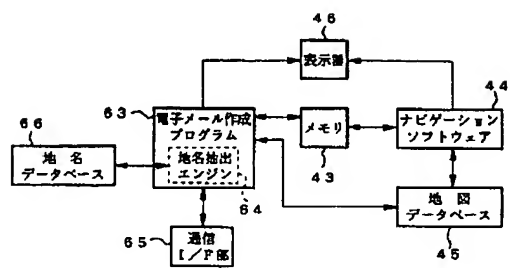 46
表示器
63
電子メール作成
プログラム
地名抽出
エンジン
64
66
地名
データベース
メモリ
43
44
ナビゲーション
ソフトウェア
地図
データベース
45
65
通信
I/F部